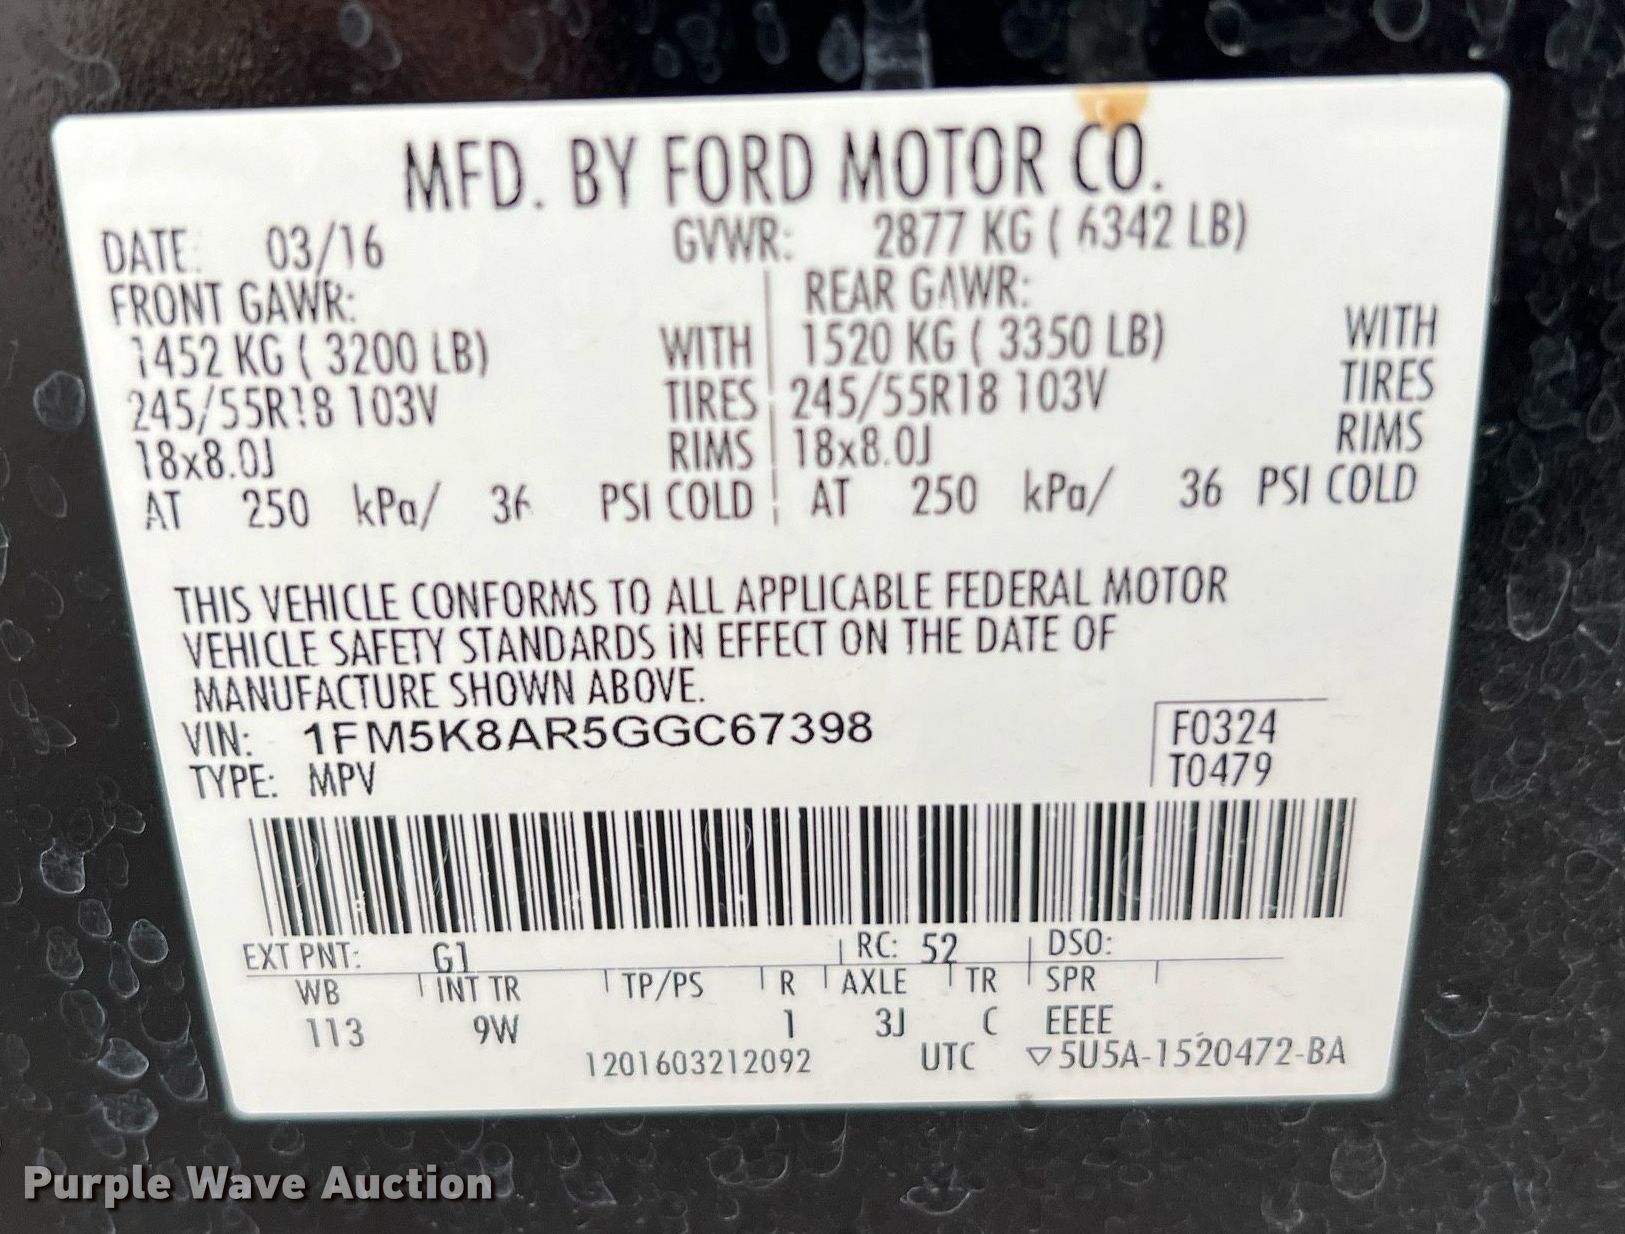 MFD. BY FORD MOTOR CO.
DATE: 03/16 GVWR: 2877 KG ( 6342 LB)
FRONT GAWR: REAR GAWR:
1452 KG ( 3200 LB) WITH 1520 KG ( 3350 LB) WITH
245/55R18 103V TIRES 245/55R18 103V TIRES
18x8.0J RIMS 18x8.0J RIMS
AT 250 kPa/ 36 PSI COLD AT 250 kPa/ 36 PSI COLD
THIS VEHICLE CONFORMS TO ALL APPLICABLE FEDERAL MOTOR
VEHICLE SAFETY STANDARDS IN EFFECT ON THE DATE OF
MANUFACTURE SHOWN ABOVE.
VIN: 1FM5K8AR5GGC67398 F0324
TYPE: MPV T0479
EXT PNT: G1 RC: 52 DSO:
WB INT TR TP/PS R AXLE TR SPR
113 9W 1 3J C EEEE
1201603212092 UTC ▽5U5A-1520472-BA
Purple Wave Auction